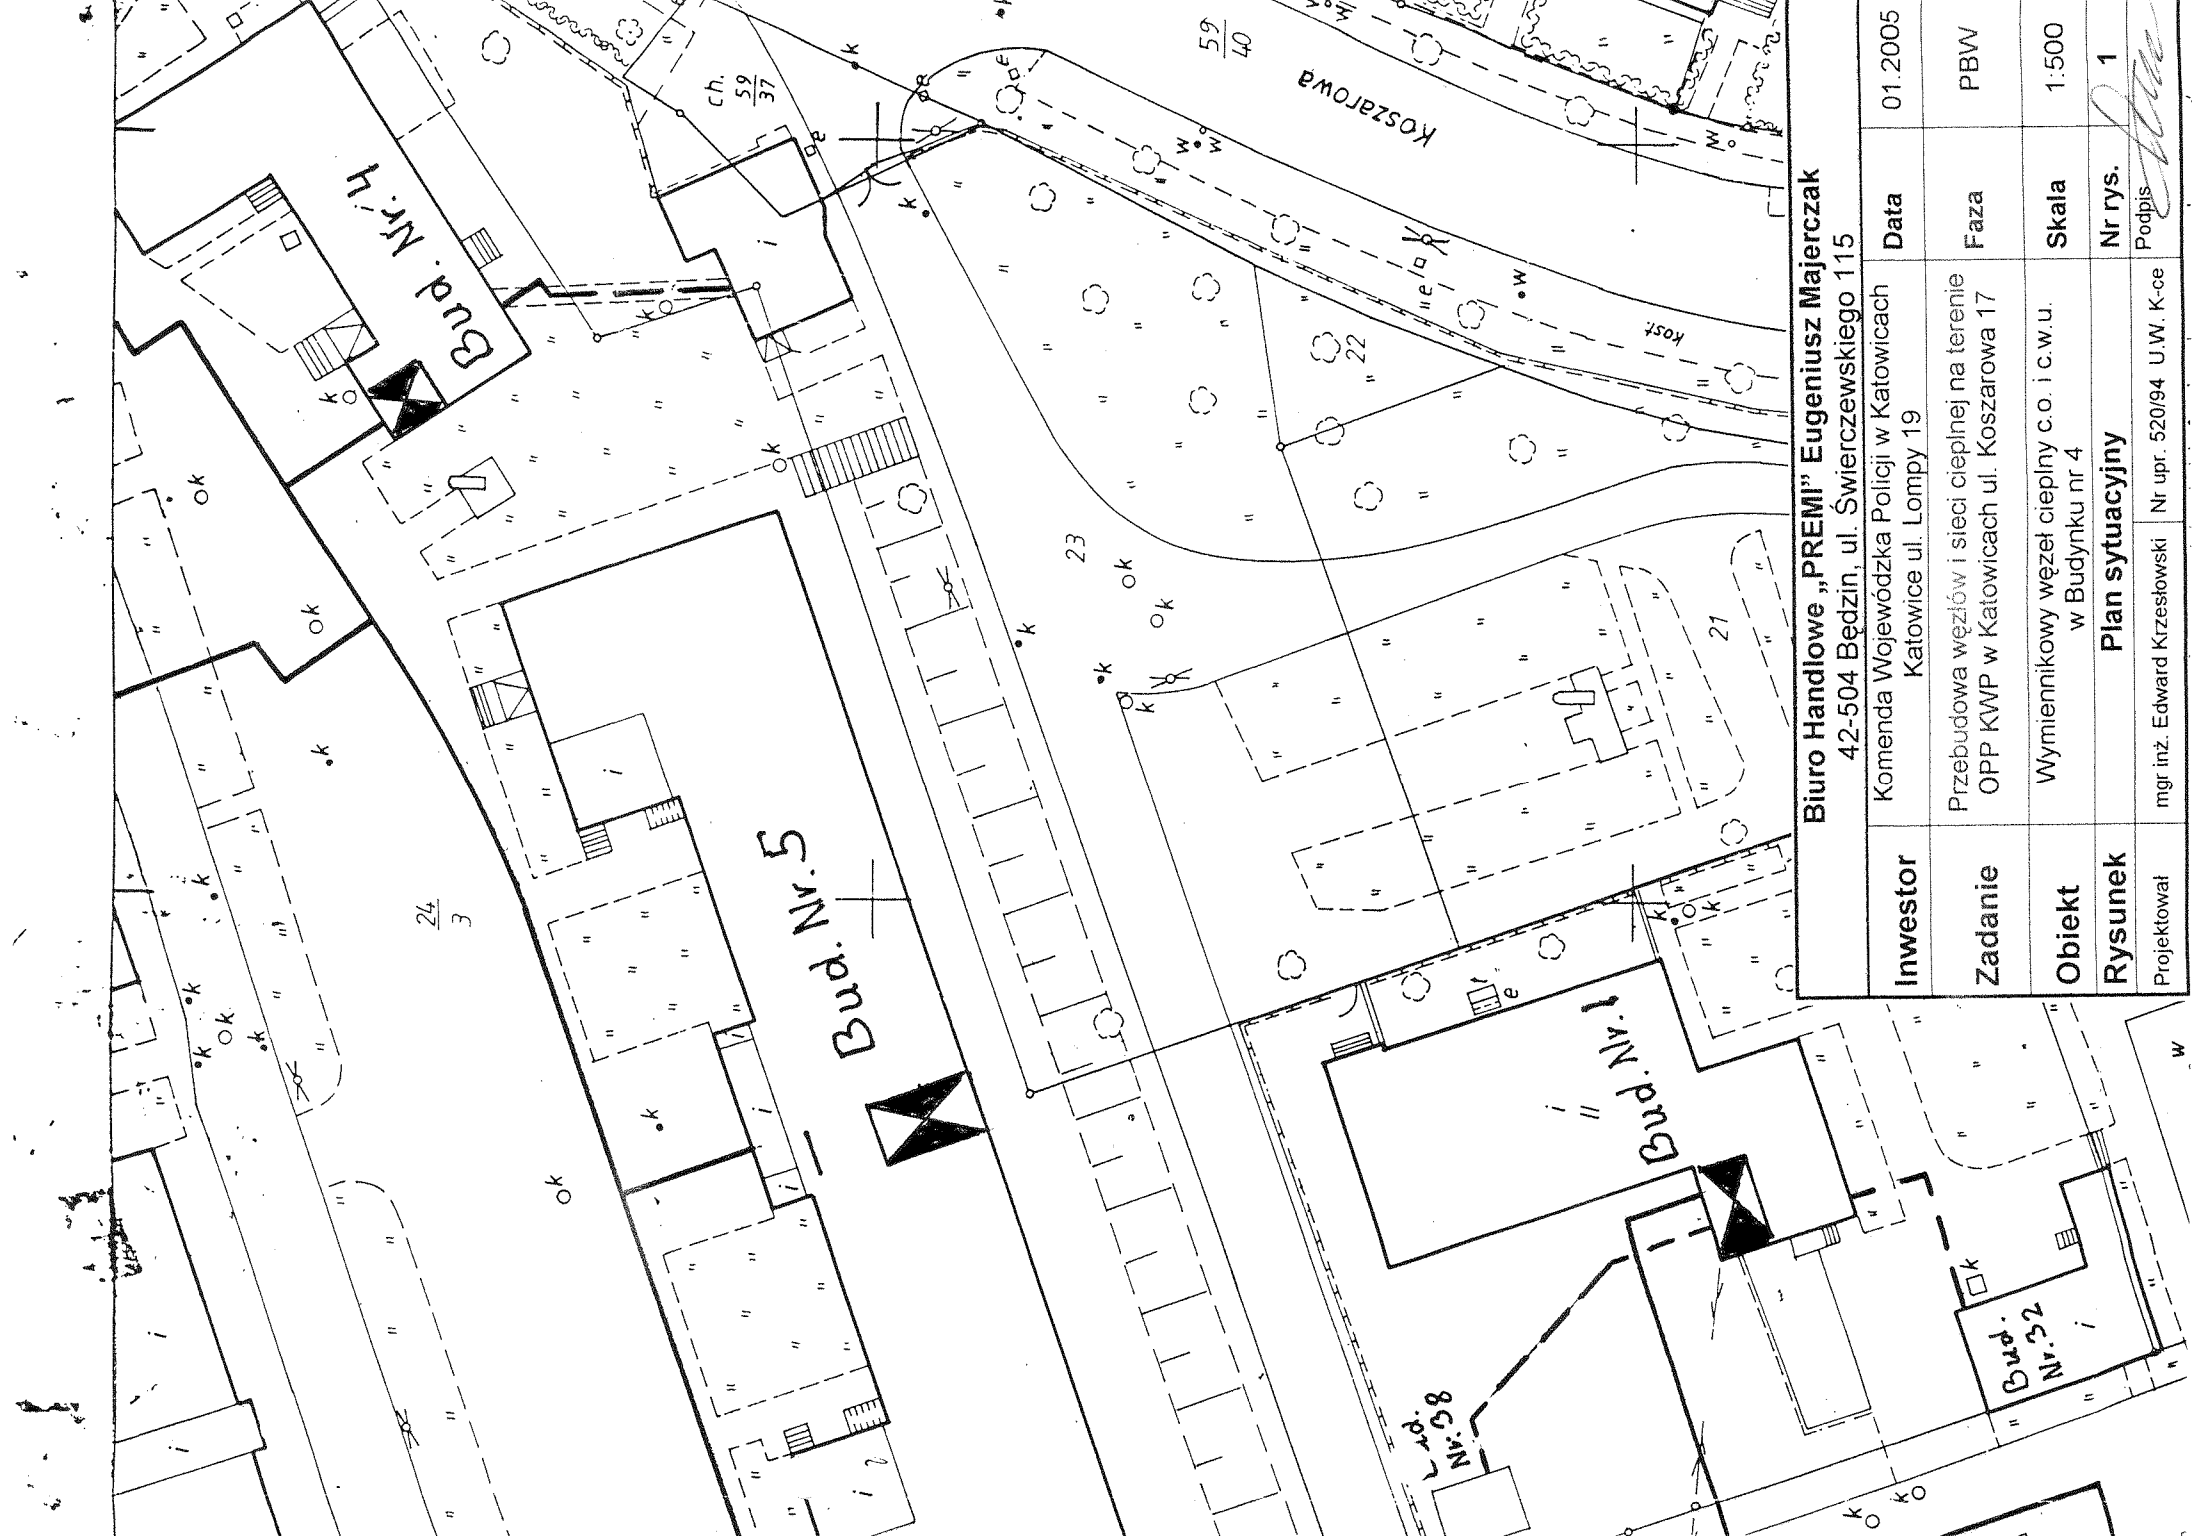 Bud. Nr. 4
Bud. Nr. 5
Bud. Nr. 1
Bud.
Nr. 32
Nr. 38
Koszarowa
kost.
ch.
59
37
59
40
22
23
21
24
3
Biuro Handlowe „PREMI” Eugeniusz Majerczak
42-504 Będzin, ul. Świerczewskiego 115
Inwestor Komenda Wojewódzka Policji w Katowicach Data 01.2005
Katowice ul. Lompy 19
Zadanie Przebudowa węzłów i sieci cieplnej na terenie Faza PBW
OPP KWP w Katowicach ul. Koszarowa 17
Obiekt Wymiennikowy węzeł cieplny c.o. i c.w.u. Skala 1:500
w Budynku nr 4
Rysunek Plan sytuacyjny Nr rys. 1
Projektował mgr inż. Edward Krzesłowski Nr upr. 520/94 U.W. K-ce Podpis